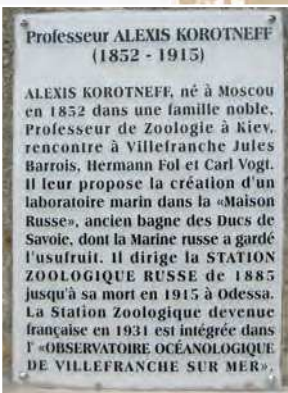 Professeur ALEXIS KOROTNEFF
(1852 - 1915)
ALEXIS KOROTNEFF, né à Moscou
en 1852 dans une famille noble,
Professeur de Zoologie à Kiev,
rencontre à Villefranche Jules
Barrois, Hermann Fol et Carl Vogt.
Il leur propose la création d'un
laboratoire marin dans la «Maison
Russe», ancien bagne des Ducs de
Savoie, dont la Marine russe a gardé
l'usufruit. Il dirige la STATION
ZOOLOGIQUE RUSSE de 1885
jusqu'à sa mort en 1915 à Odessa.
La Station Zoologique devenue
française en 1931 est intégrée dans
l' «OBSERVATOIRE OCÉANOLOGIQUE
DE VILLEFRANCHE SUR MER».